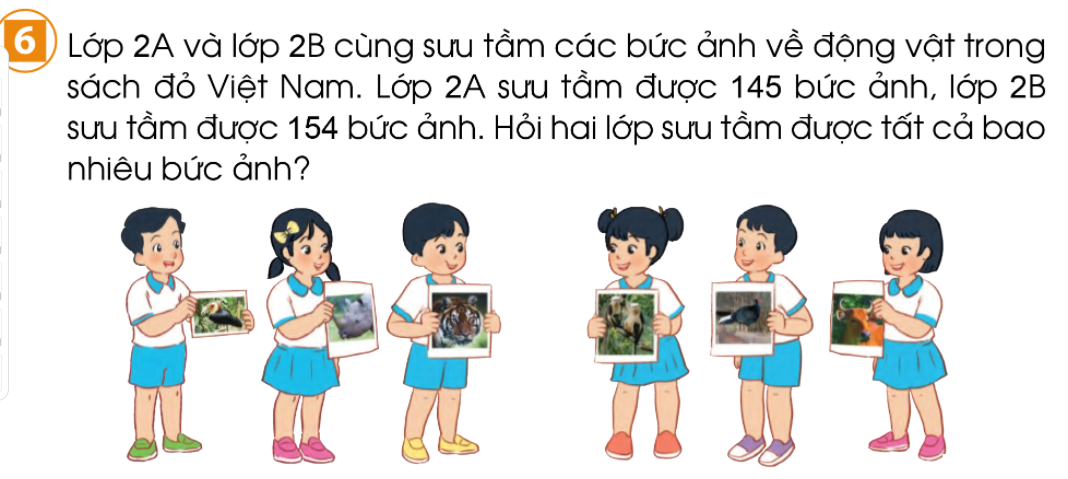 6 Lớp 2A và lớp 2B cùng sưu tầm các bức ảnh về động vật trong
sách đỏ Việt Nam. Lớp 2A sưu tầm được 145 bức ảnh, lớp 2B
sưu tầm được 154 bức ảnh. Hỏi hai lớp sưu tầm được tất cả bao
nhiêu bức ảnh?